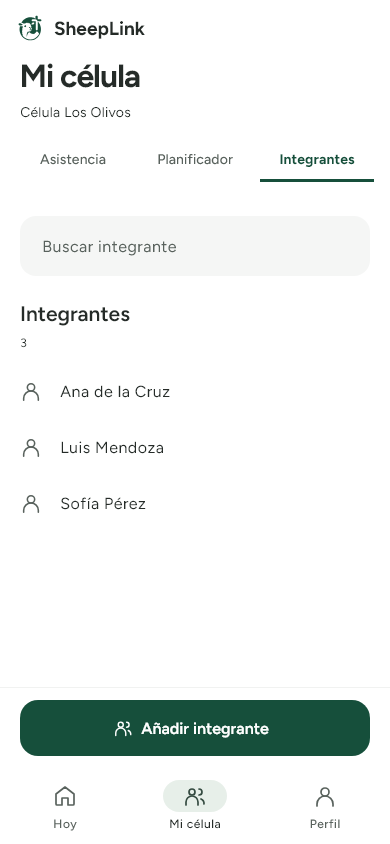 SheepLink
Mi célula
Célula Los Olivos
Asistencia
Planificador
Integrantes
Buscar integrante
Integrantes
3
Ana de la Cruz
Luis Mendoza
Sofía Pérez
Añadir integrante
Hoy
Mi célula
Perfil